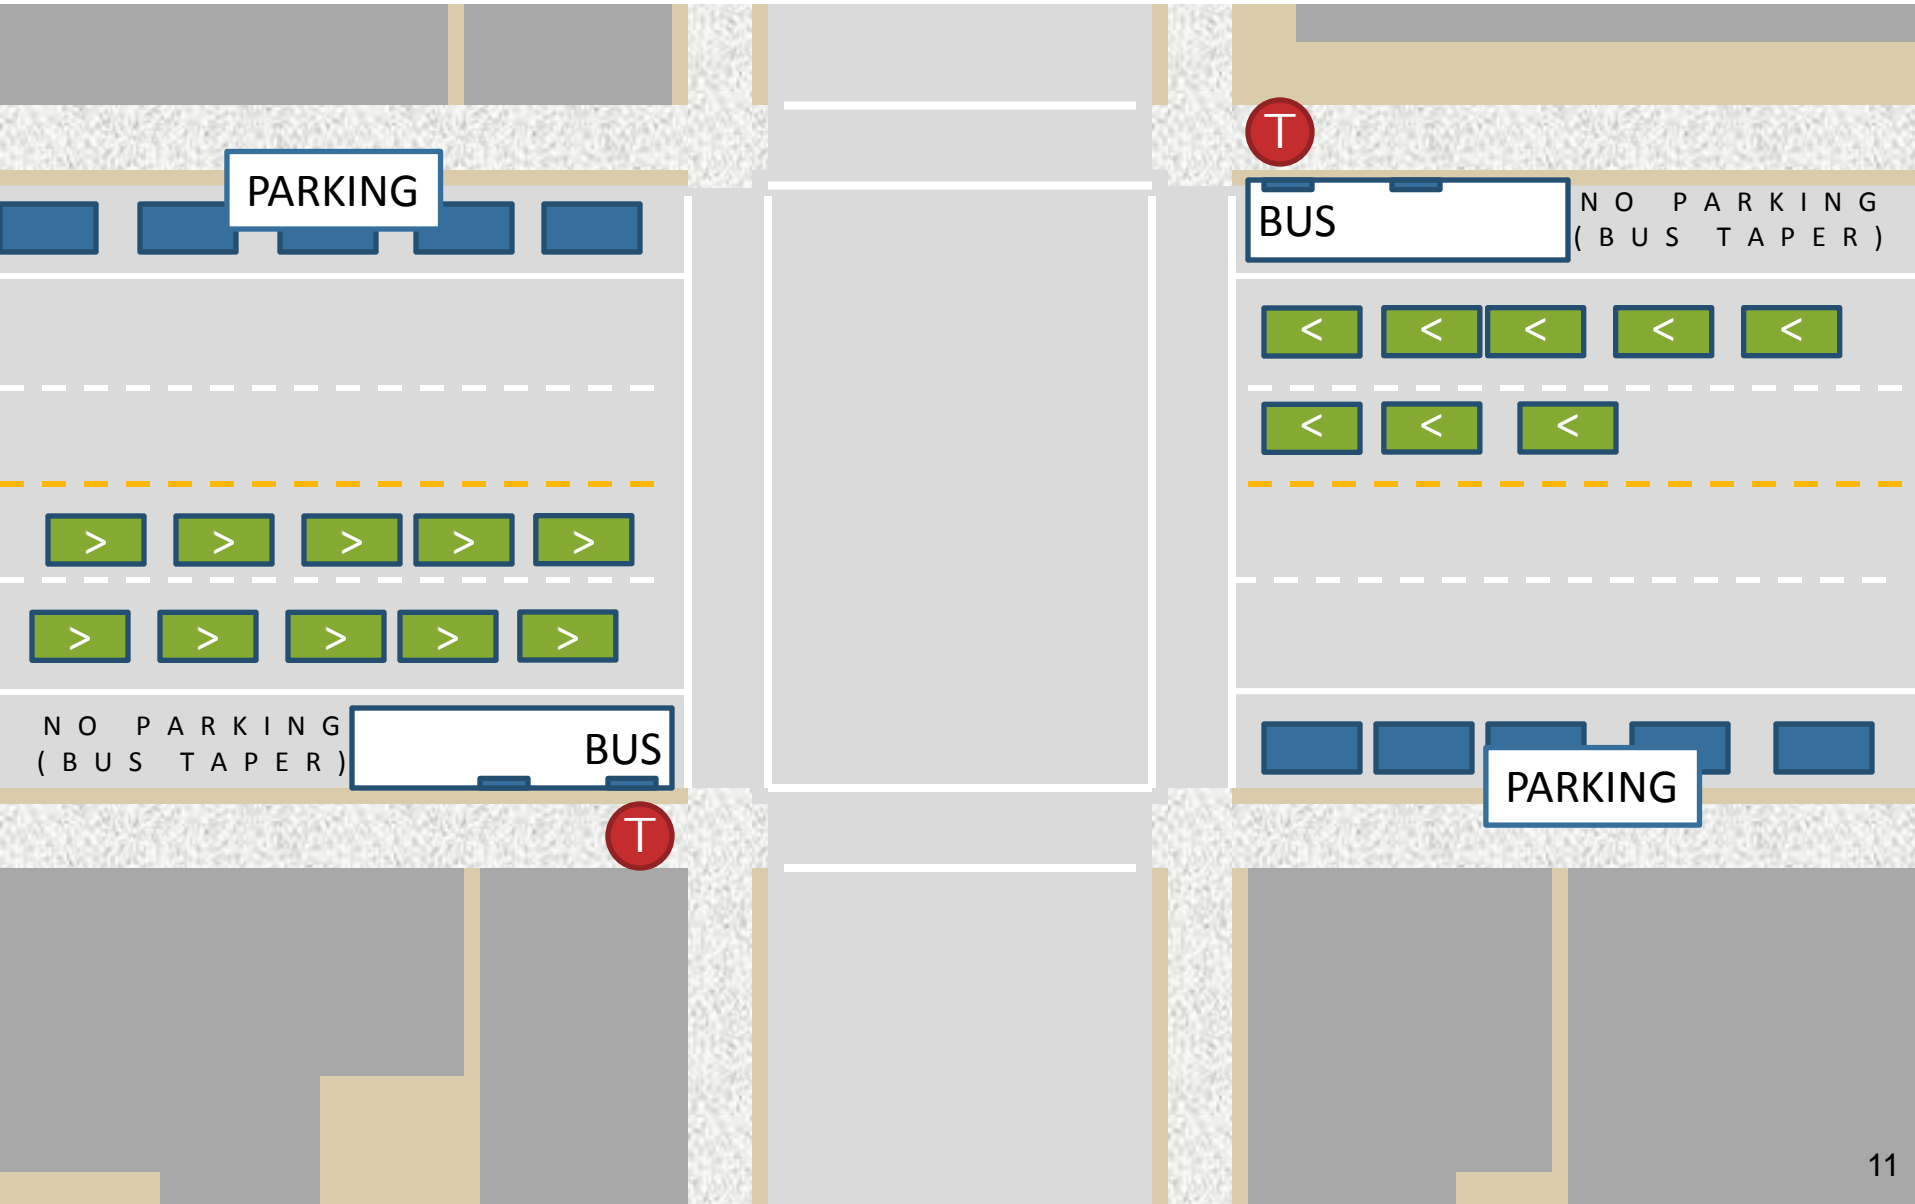 T
PARKING
BUS
NO PARKING
(BUS TAPER)
< < < < <
< < <
> > > > >
> > > > >
NO PARKING
(BUS TAPER)
BUS
PARKING
T
11